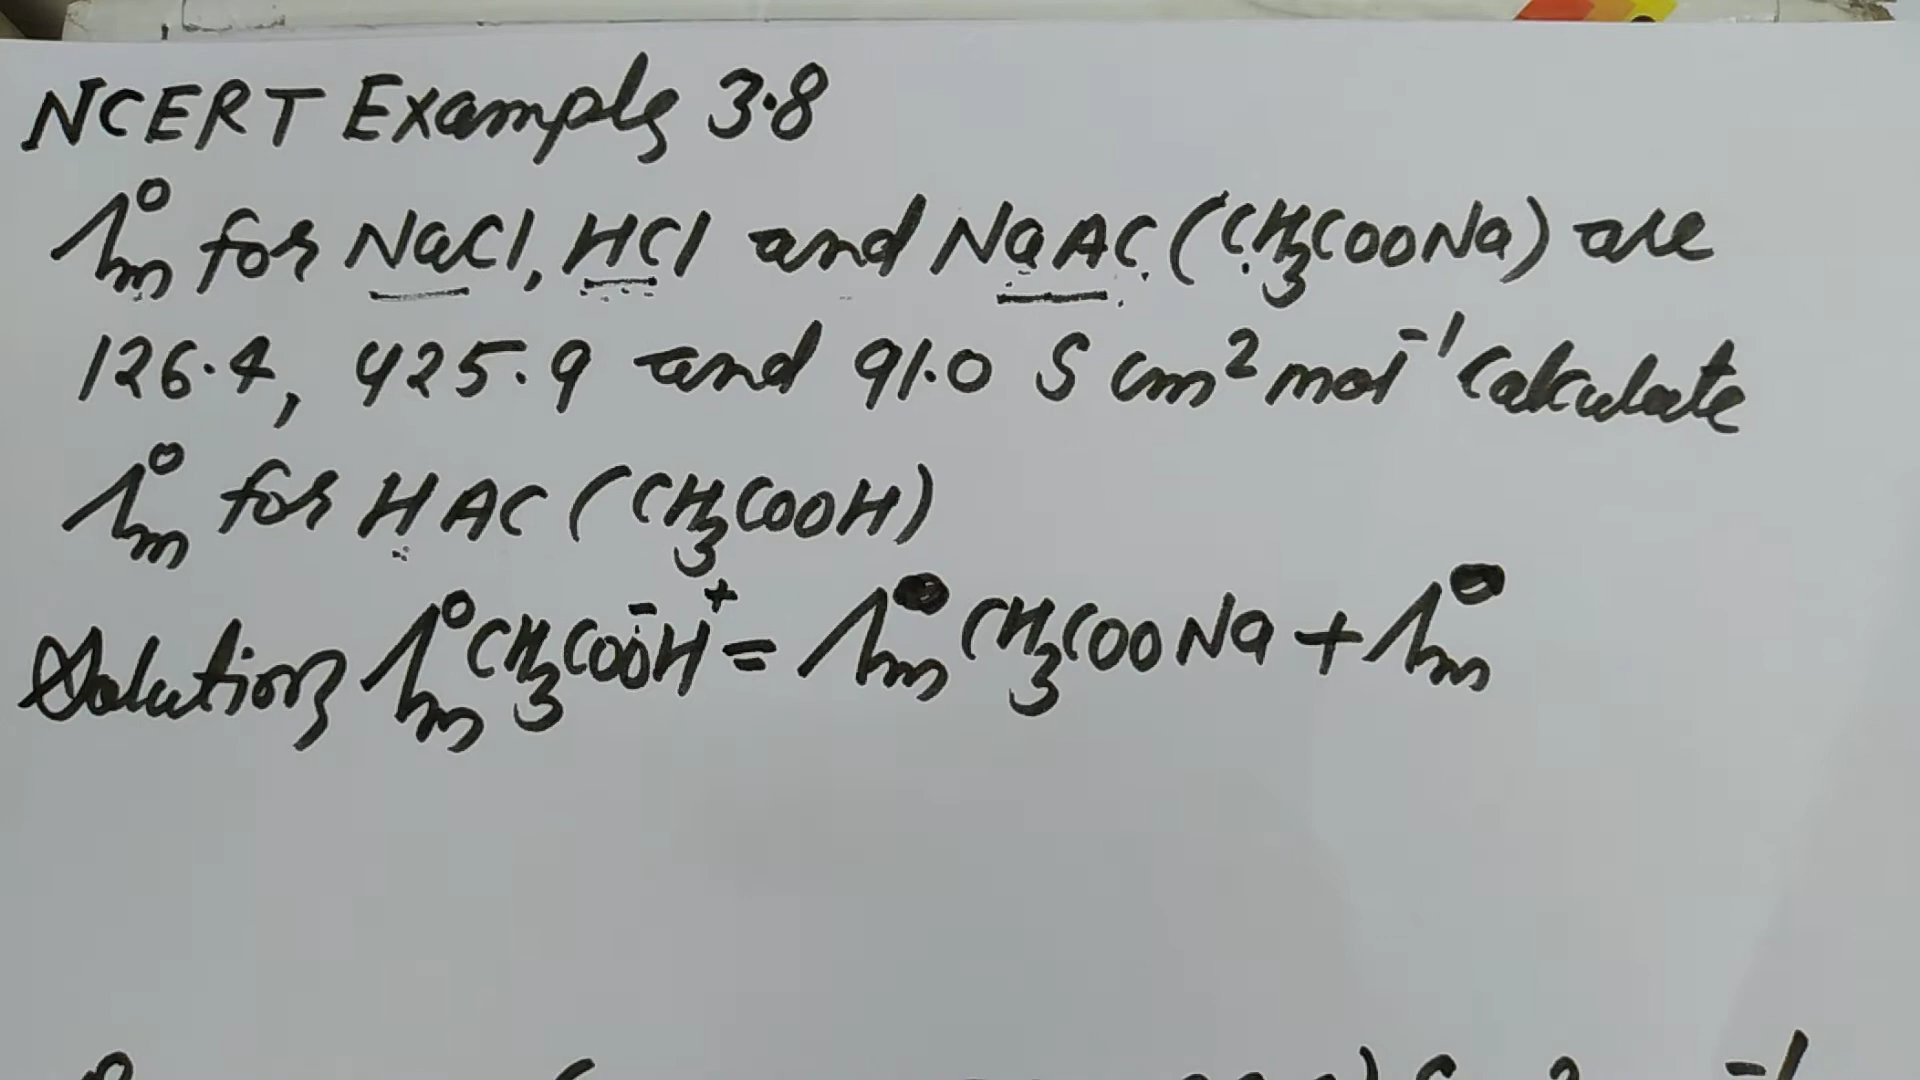 NCERT Example 3.8
Λ°m for NaCl, HCl and NaAC (CH₃COONa) are
126.4, 425.9 and 91.0 S cm² mol⁻¹ Calculate
Λ°m for HAC (CH₃COOH)
Solution Λ°m CH₃COO⁻H⁺ = Λ°m CH₃COONa + Λ°m